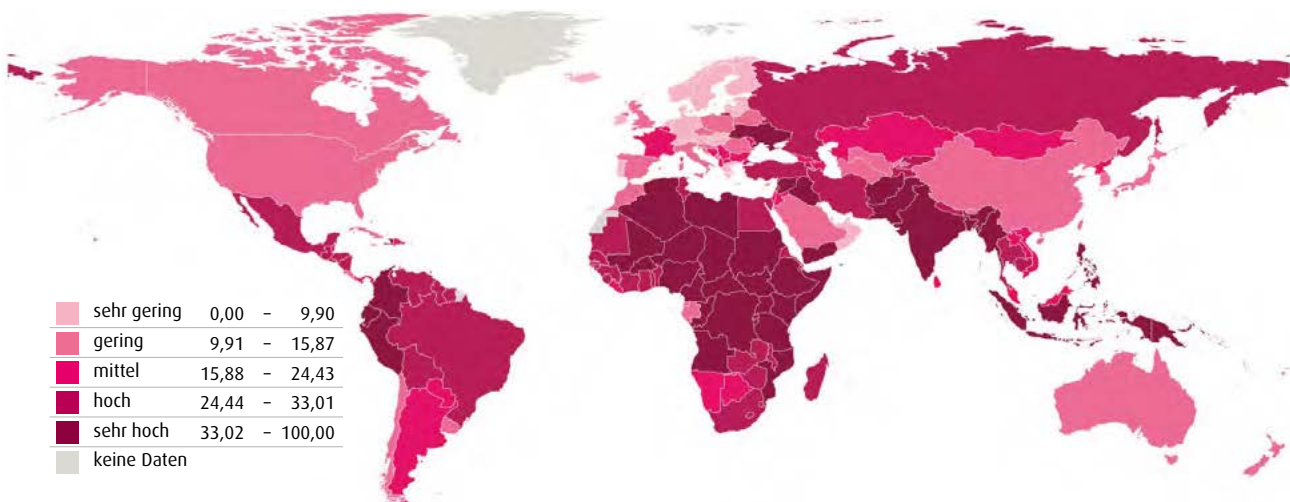 sehr gering 0,00 – 9,90
gering 9,91 – 15,87
mittel 15,88 – 24,43
hoch 24,44 – 33,01
sehr hoch 33,02 – 100,00
keine Daten